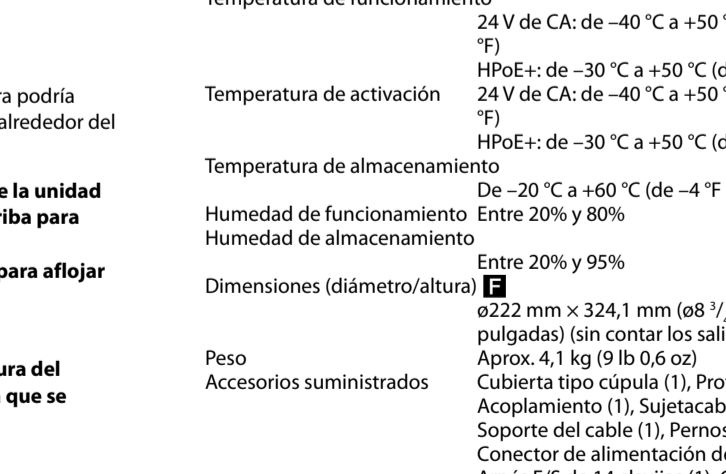 Temperatura de funcionamiento
24 V de CA: de –40 °C a +50
°F)
HPoE+: de –30 °C a +50 °C
ra podría
Temperatura de activación 24 V de CA: de –40 °C a +50
alrededor del
°F)
HPoE+: de –30 °C a +50 °C
Temperatura de almacenamiento
e la unidad
De –20 °C a +60 °C (de –4 °F
riba para
Humedad de funcionamiento Entre 20% y 80%
Humedad de almacenamiento
para aflojar
Entre 20% y 95%
Dimensiones (diámetro/altura) F
ø222 mm × 324,1 mm (ø8 3/
pulgadas) (sin contar los sali
ura del
Peso Aprox. 4,1 kg (9 lb 0,6 oz)
que se
Accesorios suministrados Cubierta tipo cúpula (1), Pro
Acoplamiento (1), Sujetacab
Soporte del cable (1), Pernos
Conector de alimentación d